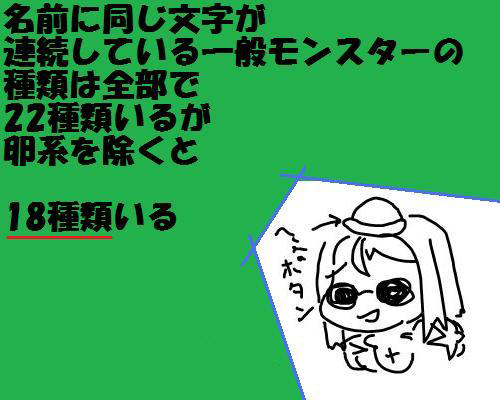 名前に同じ文字が
連続している一般モンスターの
種類は全部で
22種類いるが
卵系を除くと
18種類いる
へぇボタン